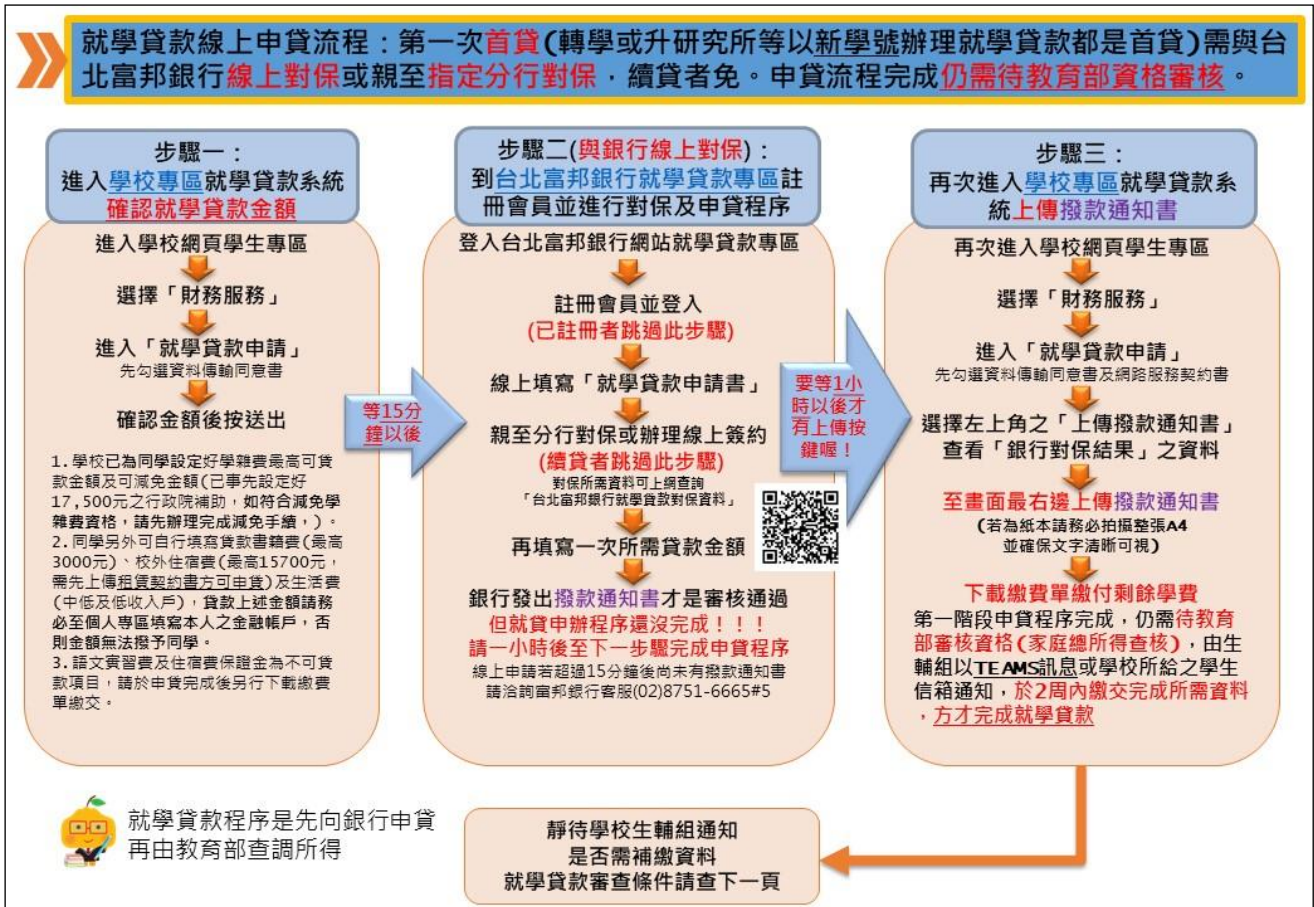 就學貸款線上申貸流程：第一次首貸(轉學或升研究所等以新學號辦理就學貸款都是首貸)需與台
北富邦銀行線上對保或親至指定分行對保，續貸者免。申貸流程完成仍需待教育部資格審核。
步驟一：
進入學校專區就學貸款系統
確認就學貸款金額
進入學校網頁學生專區
選擇「財務服務」
進入「就學貸款申請」
先勾選資料傳輸同意書
確認金額後按送出
1.學校已為同學設定好學雜費最高可貸
款金額及可減免金額(已事先設定好
17,500元之行政院補助，如符合減免學
雜費資格，請先辦理完成減免手續，)。
2.同學另外可自行填寫貸款書籍費(最高
3000元)、校外住宿費(最高15700元，
需先上傳租賃契約書方可申貸)及生活費
(中低及低收入戶)，貸款上述金額請務
必至個人專區填寫本人之金融帳戶，否
則金額無法撥予同學。
3.語文實習費及住宿費保證金為不可貸
款項目，請於申貸完成後另行下載繳費
單繳交。
等15分
鐘以後
步驟二(與銀行線上對保)：
到台北富邦銀行就學貸款專區註
冊會員並進行對保及申貸程序
登入台北富邦銀行網站就學貸款專區
註冊會員並登入
(已註冊者跳過此步驟)
線上填寫「就學貸款申請書」
親至分行對保或辦理線上簽約
(續貸者跳過此步驟)
對保所需資料可上網查詢
「台北富邦銀行就學貸款對保資料」
再填寫一次所需貸款金額
銀行發出撥款通知書才是審核通過
但就貸申辦程序還沒完成！！！
請一小時後至下一步驟完成申貸程序
線上申請若超過15分鐘後尚未有撥款通知書
請洽詢富邦銀行客服(02)8751-6665#5
要等1小
時以後才
有上傳按
鍵喔！
步驟三：
再次進入學校專區就學貸款系
統上傳撥款通知書
再次進入學校網頁學生專區
選擇「財務服務」
進入「就學貸款申請」
先勾選資料傳輸同意書及網路服務契約書
選擇左上角之「上傳撥款通知書」
查看「銀行對保結果」之資料
至畫面最右邊上傳撥款通知書
(若為紙本請務必拍攝整張A4
並確保文字清晰可視)
下載繳費單繳付剩餘學費
第一階段申貸程序完成，仍需待教育
部審核資格(家庭總所得查核)，由生
輔組以TEAMS訊息或學校所給之學生
信箱通知，於2周內繳交完成所需資料
，方才完成就學貸款
就學貸款程序是先向銀行申貸
再由教育部查調所得
靜待學校生輔組通知
是否需補繳資料
就學貸款審查條件請查下一頁